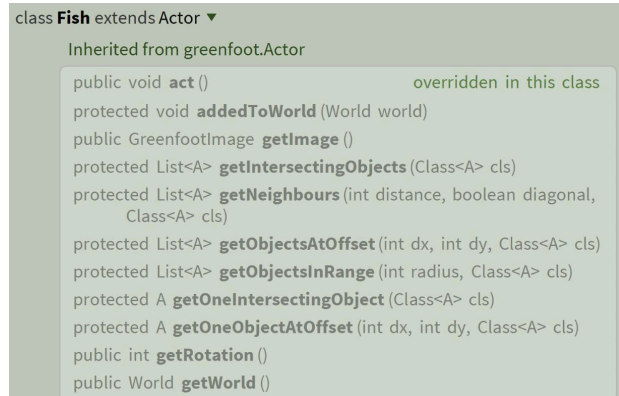 class Fish extends Actor ▼
Inherited from greenfoot.Actor
public void act () overridden in this class
protected void addedToWorld (World world)
public GreenfootImage getImage ()
protected List<A> getIntersectingObjects (Class<A> cls)
protected List<A> getNeighbours (int distance, boolean diagonal,
Class<A> cls)
protected List<A> getObjectsAtOffset (int dx, int dy, Class<A> cls)
protected List<A> getObjectsInRange (int radius, Class<A> cls)
protected A getOneIntersectingObject (Class<A> cls)
protected A getOneObjectAtOffset (int dx, int dy, Class<A> cls)
public int getRotation ()
public World getWorld ()